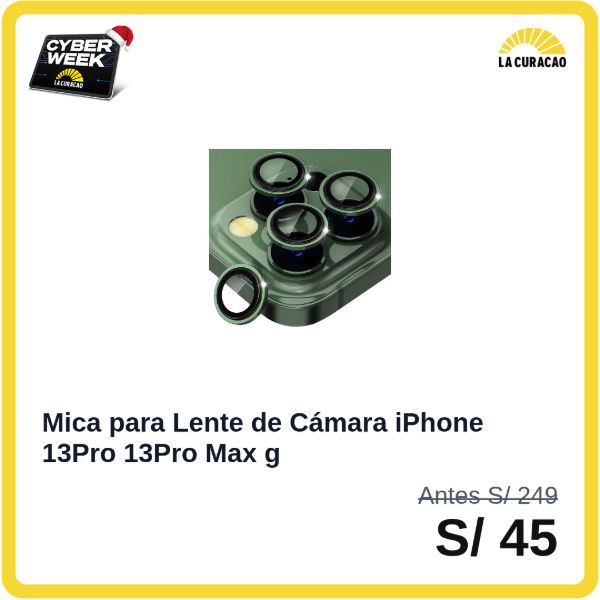 CYBER
WEEK
LA CURACAO
LA CURACAO
Mica para Lente de Cámara iPhone
13Pro 13Pro Max g
Antes S/ 249
S/ 45